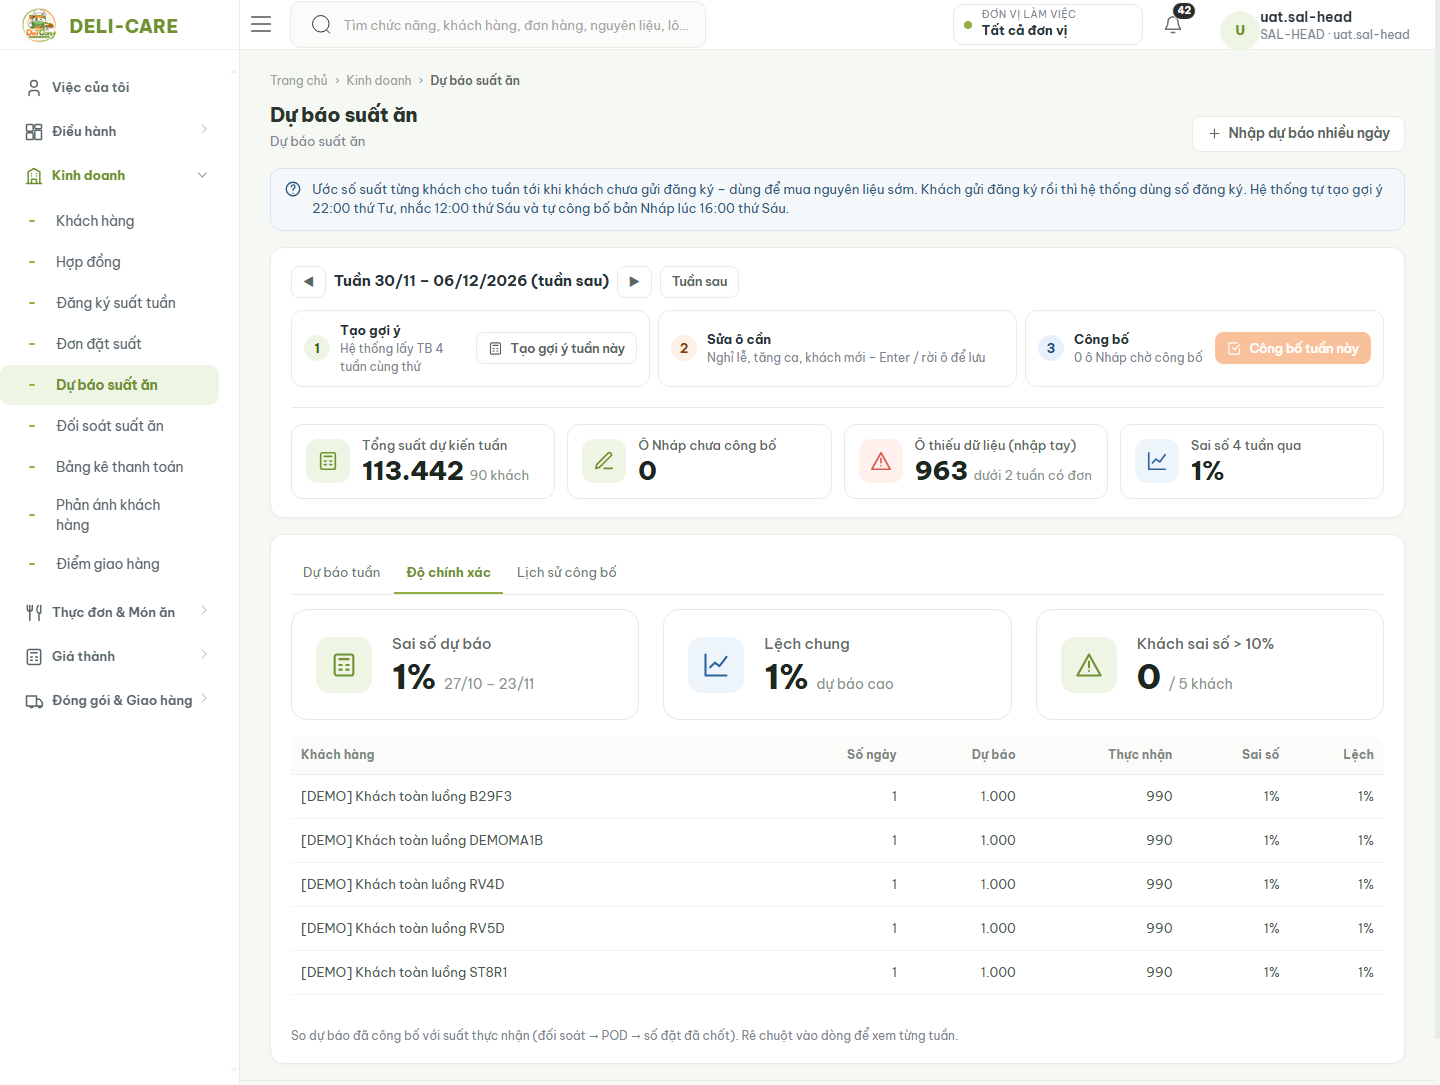 DELI-CARE
Tìm chức năng, khách hàng, đơn hàng, nguyên liệu, lô...
ĐƠN VỊ LÀM VIỆC
Tất cả đơn vị
42
U
uat.sal-head
SAL-HEAD · uat.sal-head
Việc của tôi
Điều hành
Kinh doanh
Khách hàng
Hợp đồng
Đăng ký suất tuần
Đơn đặt suất
Dự báo suất ăn
Đối soát suất ăn
Bảng kê thanh toán
Phản ánh khách
hàng
Điểm giao hàng
Thực đơn & Món ăn
Giá thành
Đóng gói & Giao hàng
Trang chủ › Kinh doanh › Dự báo suất ăn
Dự báo suất ăn
Dự báo suất ăn
+ Nhập dự báo nhiều ngày
Ước số suất từng khách cho tuần tới khi khách chưa gửi đăng ký – dùng để mua nguyên liệu sớm. Khách gửi đăng ký rồi thì hệ thống dùng số đăng ký. Hệ thống tự tạo gợi ý
22:00 thứ Tư, nhắc 12:00 thứ Sáu và tự công bố bản Nháp lúc 16:00 thứ Sáu.
◀ Tuần 30/11 – 06/12/2026 (tuần sau) ▶ Tuần sau
1
Tạo gợi ý
Hệ thống lấy TB 4
tuần cùng thứ
Tạo gợi ý tuần này
2
Sửa ô cần
Nghỉ lễ, tăng ca, khách mới – Enter / rời ô để lưu
3
Công bố
0 ô Nháp chờ công bố
Công bố tuần này
Tổng suất dự kiến tuần
113.442 90 khách
Ô Nháp chưa công bố
0
Ô thiếu dữ liệu (nhập tay)
963 dưới 2 tuần có đơn
Sai số 4 tuần qua
1%
Dự báo tuần Độ chính xác Lịch sử công bố
Sai số dự báo
1% 27/10 – 23/11
Lệch chung
1% dự báo cao
Khách sai số > 10%
0 / 5 khách
Khách hàng Số ngày Dự báo Thực nhận Sai số Lệch
[DEMO] Khách toàn luồng B29F3 1 1.000 990 1% 1%
[DEMO] Khách toàn luồng DEMOMA1B 1 1.000 990 1% 1%
[DEMO] Khách toàn luồng RV4D 1 1.000 990 1% 1%
[DEMO] Khách toàn luồng RV5D 1 1.000 990 1% 1%
[DEMO] Khách toàn luồng ST8R1 1 1.000 990 1% 1%
So dự báo đã công bố với suất thực nhận (đối soát → POD → số đặt đã chốt). Rê chuột vào dòng để xem từng tuần.